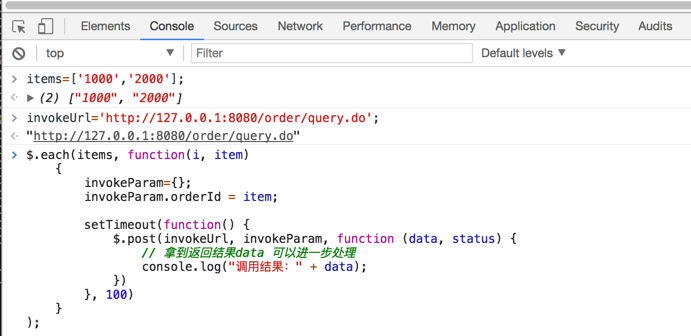 Elements Console Sources Network Performance Memory Application Security Audits
top ▼ Filter Default levels ▼
> items=['1000','2000'];
(2) ["1000", "2000"]
> invokeUrl='http://127.0.0.1:8080/order/query.do';
"http://127.0.0.1:8080/order/query.do"
> $.each(items, function(i, item)
{
invokeParam={};
invokeParam.orderId = item;
setTimeout(function() {
$.post(invokeUrl, invokeParam, function (data, status) {
// 拿到返回结果data 可以进一步处理
console.log("调用结果：" + data);
})
}, 100)
}
);